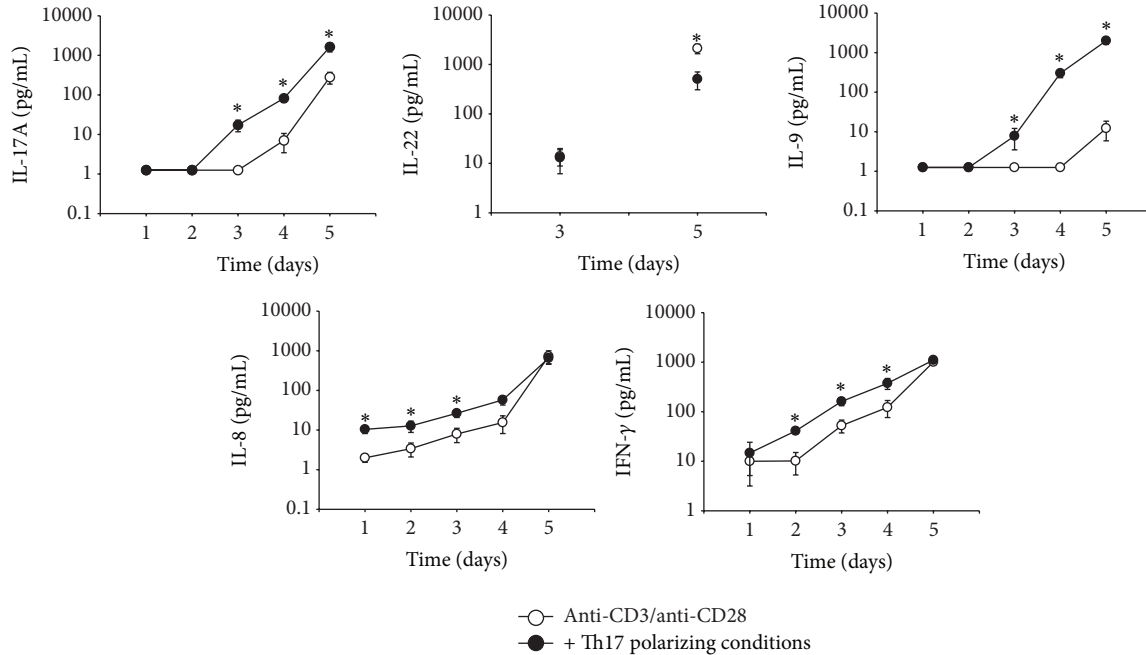 10000
1000
100
10
1
0.1
IL-17A (pg/mL)
* * *
1 2 3 4 5
Time (days)
10000
1000
100
10
1
IL-22 (pg/mL)
*
3 5
Time (days)
10000
1000
100
10
1
0.1
IL-9 (pg/mL)
* * *
1 2 3 4 5
Time (days)
10000
1000
100
10
1
0.1
IL-8 (pg/mL)
* * *
1 2 3 4 5
Time (days)
10000
1000
100
10
1
IFN-γ (pg/mL)
* * *
1 2 3 4 5
Time (days)
Anti-CD3/anti-CD28
+ Th17 polarizing conditions